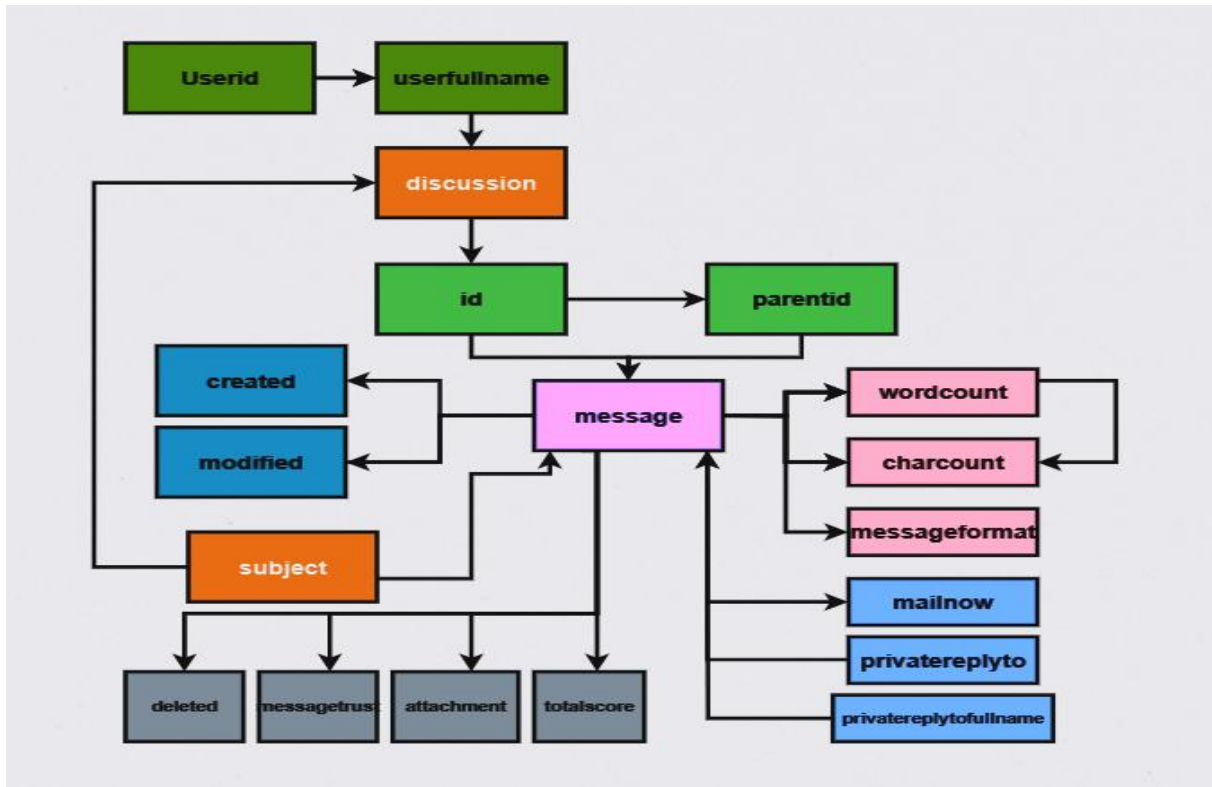 Userid
userfullname
discussion
id
parentid
created
wordcount
message
modified
charcount
messageformat
subject
mailnow
privatereplyto
deleted
messagetrust
attachment
totalscore
privatereplytofullname